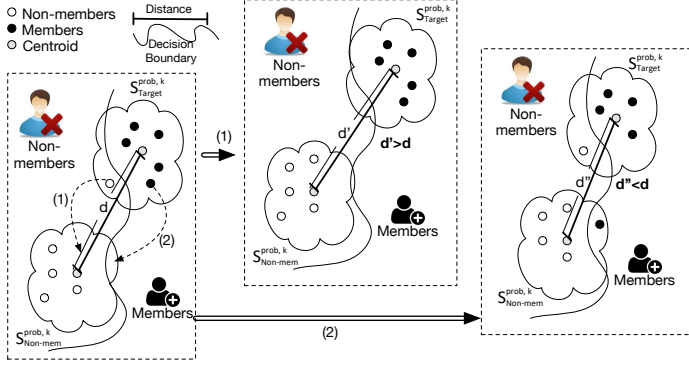 Non-members
Members
Centroid
Distance
Decision
Boundary
Non-
members
S^{prob, k}_{Target}
(1)
d
(2)
S^{prob, k}_{Non-mem}
Members
(1)
Non-
members
S^{prob, k}_{Target}
d'
d'>d
Members
S^{prob, k}_{Non-mem}
(2)
Non-
members
S^{prob, k}_{Target}
d"
d"<d
Members
S^{prob, k}_{Non-mem}